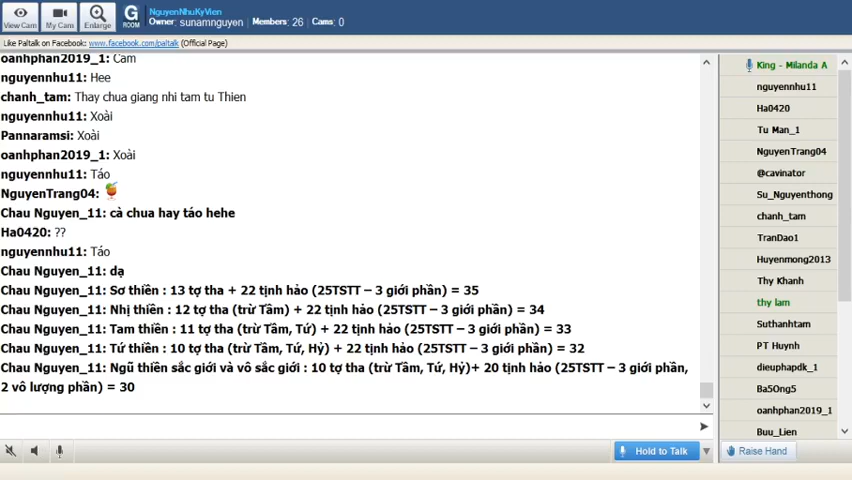 View Cam
My Cam
Enlarge
G
ROOM
NguyenNhuKyVien
Owner: sunamnguyen Members: 26 Cams: 0
Like Paltalk on Facebook: www.facebook.com/paltalk (Official Page)
oanhphan2019_1: Cam
nguyennhu11: Hee
chanh_tam: Thay chua giang nhi tam tu Thien
nguyennhu11: Xoài
Pannaramsi: Xoài
oanhphan2019_1: Xoài
nguyennhu11: Táo
NguyenTrang04:
Chau Nguyen_11: cà chua hay táo hehe
Ha0420: ??
nguyennhu11: Táo
Chau Nguyen_11: dạ
Chau Nguyen_11: Sơ thiền : 13 tợ tha + 22 tịnh hảo (25TSTT – 3 giới phần) = 35
Chau Nguyen_11: Nhị thiền : 12 tợ tha (trừ Tầm) + 22 tịnh hảo (25TSTT – 3 giới phần) = 34
Chau Nguyen_11: Tam thiền : 11 tợ tha (trừ Tầm, Tứ) + 22 tịnh hảo (25TSTT – 3 giới phần) = 33
Chau Nguyen_11: Tứ thiền : 10 tợ tha (trừ Tầm, Tứ, Hỷ) + 22 tịnh hảo (25TSTT – 3 giới phần) = 32
Chau Nguyen_11: Ngũ thiền sắc giới và vô sắc giới : 10 tợ tha (trừ Tầm, Tứ, Hỷ)+ 20 tịnh hảo (25TSTT – 3 giới phần,
2 vô lượng phần) = 30
Hold to Talk
King - Milanda A
nguyennhu11
Ha0420
Tu Man_1
NguyenTrang04
@cavinator
Su_Nguyenthong
chanh_tam
TranDao1
Huyenmong2013
Thy Khanh
thy lam
Suthanhtam
PT Huynh
dieuphapdk_1
Ba5Ong5
oanhphan2019_1
Buu_Lien
Raise Hand